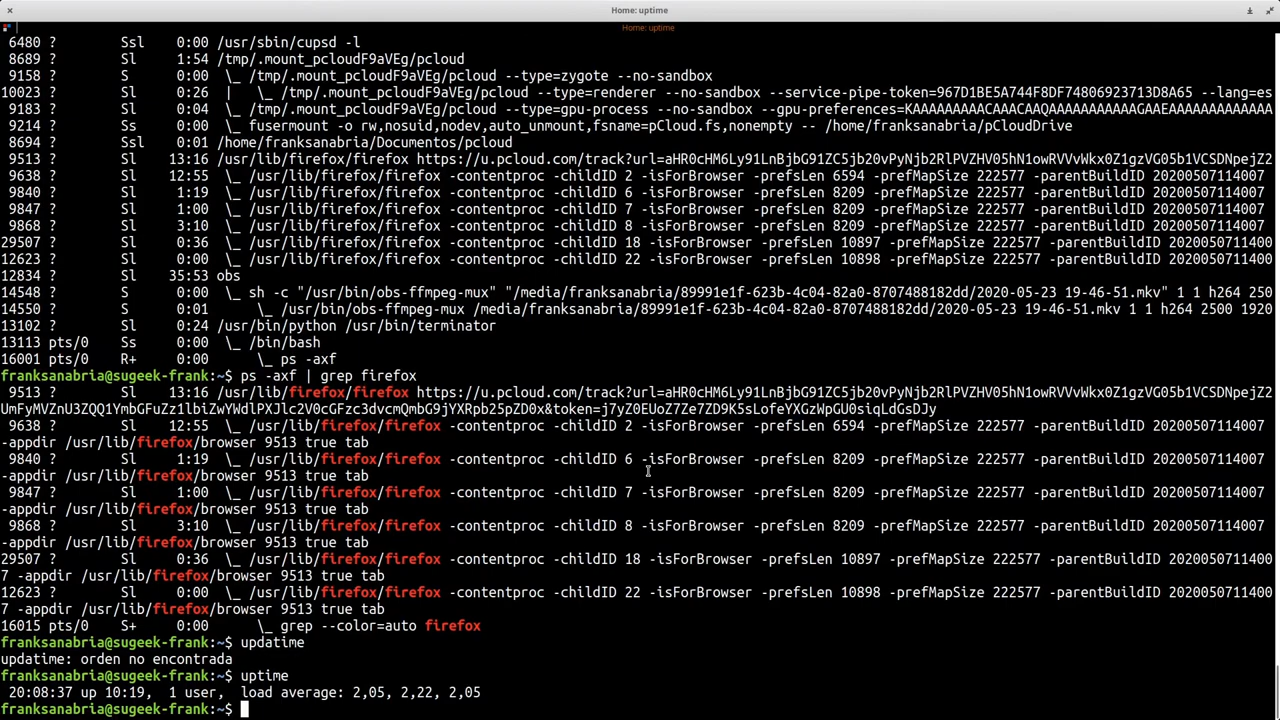 Home: uptime
Home: uptime
6480 ?        Ssl    0:00 /usr/sbin/cupsd -l
8689 ?        Sl     1:54 /tmp/.mount_pcloudF9aVEg/pcloud
9158 ?        S      0:00  \_ /tmp/.mount_pcloudF9aVEg/pcloud --type=zygote --no-sandbox
10023 ?        Sl     0:26  |   \_ /tmp/.mount_pcloudF9aVEg/pcloud --type=renderer --no-sandbox --service-pipe-token=967D1BE5A744F8DF74806923713D8A65 --lang=es
9183 ?        Sl     0:04  \_ /tmp/.mount_pcloudF9aVEg/pcloud --type=gpu-process --no-sandbox --gpu-preferences=KAAAAAAAAACAAACAAQAAAAAAAAAAAGAAEAAAAAAAAAAAAA
9214 ?        Ss     0:00  \_ fusermount -o rw,nosuid,nodev,auto_unmount,fsname=pCloud.fs,nonempty -- /home/franksanabria/pCloudDrive
8694 ?        Ssl    0:01 /home/franksanabria/Documentos/pcloud
9513 ?        Sl    13:16 /usr/lib/firefox/firefox https://u.pcloud.com/track?url=aHR0cHM6Ly91LnBjbG91ZC5jb20vPyNjb2RlPVZHV05hN1owRVVvWkx0Z1gzVG05b1VCSDNpejZ2
9638 ?        Sl    12:55  \_ /usr/lib/firefox/firefox -contentproc -childID 2 -isForBrowser -prefsLen 6594 -prefMapSize 222577 -parentBuildID 20200507114007
9840 ?        Sl     1:19  \_ /usr/lib/firefox/firefox -contentproc -childID 6 -isForBrowser -prefsLen 8209 -prefMapSize 222577 -parentBuildID 20200507114007
9847 ?        Sl     1:00  \_ /usr/lib/firefox/firefox -contentproc -childID 7 -isForBrowser -prefsLen 8209 -prefMapSize 222577 -parentBuildID 20200507114007
9868 ?        Sl     3:10  \_ /usr/lib/firefox/firefox -contentproc -childID 8 -isForBrowser -prefsLen 8209 -prefMapSize 222577 -parentBuildID 20200507114007
29507 ?        Sl     0:36  \_ /usr/lib/firefox/firefox -contentproc -childID 18 -isForBrowser -prefsLen 10897 -prefMapSize 222577 -parentBuildID 2020050711400
12623 ?        Sl     0:00  \_ /usr/lib/firefox/firefox -contentproc -childID 22 -isForBrowser -prefsLen 10898 -prefMapSize 222577 -parentBuildID 2020050711400
12834 ?        Sl    35:53 obs
14548 ?        S      0:00  \_ sh -c "/usr/bin/obs-ffmpeg-mux" "/media/franksanabria/89991e1f-623b-4c04-82a0-8707488182dd/2020-05-23 19-46-51.mkv" 1 1 h264 250
14550 ?        S      0:01      \_ /usr/bin/obs-ffmpeg-mux /media/franksanabria/89991e1f-623b-4c04-82a0-8707488182dd/2020-05-23 19-46-51.mkv 1 1 h264 2500 1920
13102 ?        Sl     0:24 /usr/bin/python /usr/bin/terminator
13113 pts/0    Ss     0:00  \_ /bin/bash
16001 pts/0    R+     0:00      \_ ps -axf
franksanabria@sugeek-frank:~$ ps -axf | grep firefox
9513 ?        Sl    13:16 /usr/lib/firefox/firefox https://u.pcloud.com/track?url=aHR0cHM6Ly91LnBjbG91ZC5jb20vPyNjb2RlPVZHV05hN1owRVVvWkx0Z1gzVG05b1VCSDNpejZ2
UmFyMVZnU3ZQQ1YmbGFuZz1lbiZwYWdlPXJlc2V0cGFzc3dvcmQmbG9jYXRpb25pZD0x&token=j7yZ0EUoZ7Ze7ZD9K5sLofeYXGzWpGU0siqLdGsDJy
9638 ?        Sl    12:55  \_ /usr/lib/firefox/firefox -contentproc -childID 2 -isForBrowser -prefsLen 6594 -prefMapSize 222577 -parentBuildID 20200507114007
-appdir /usr/lib/firefox/browser 9513 true tab
9840 ?        Sl     1:19  \_ /usr/lib/firefox/firefox -contentproc -childID 6 -isForBrowser -prefsLen 8209 -prefMapSize 222577 -parentBuildID 20200507114007
-appdir /usr/lib/firefox/browser 9513 true tab
9847 ?        Sl     1:00  \_ /usr/lib/firefox/firefox -contentproc -childID 7 -isForBrowser -prefsLen 8209 -prefMapSize 222577 -parentBuildID 20200507114007
-appdir /usr/lib/firefox/browser 9513 true tab
9868 ?        Sl     3:10  \_ /usr/lib/firefox/firefox -contentproc -childID 8 -isForBrowser -prefsLen 8209 -prefMapSize 222577 -parentBuildID 20200507114007
-appdir /usr/lib/firefox/browser 9513 true tab
29507 ?        Sl     0:36  \_ /usr/lib/firefox/firefox -contentproc -childID 18 -isForBrowser -prefsLen 10897 -prefMapSize 222577 -parentBuildID 2020050711400
7 -appdir /usr/lib/firefox/browser 9513 true tab
12623 ?        Sl     0:00  \_ /usr/lib/firefox/firefox -contentproc -childID 22 -isForBrowser -prefsLen 10898 -prefMapSize 222577 -parentBuildID 2020050711400
7 -appdir /usr/lib/firefox/browser 9513 true tab
16015 pts/0    S+     0:00      \_ grep --color=auto firefox
franksanabria@sugeek-frank:~$ updatime
updatime: orden no encontrada
franksanabria@sugeek-frank:~$ uptime
20:08:37 up 10:19,  1 user,  load average: 2,05, 2,22, 2,05
franksanabria@sugeek-frank:~$